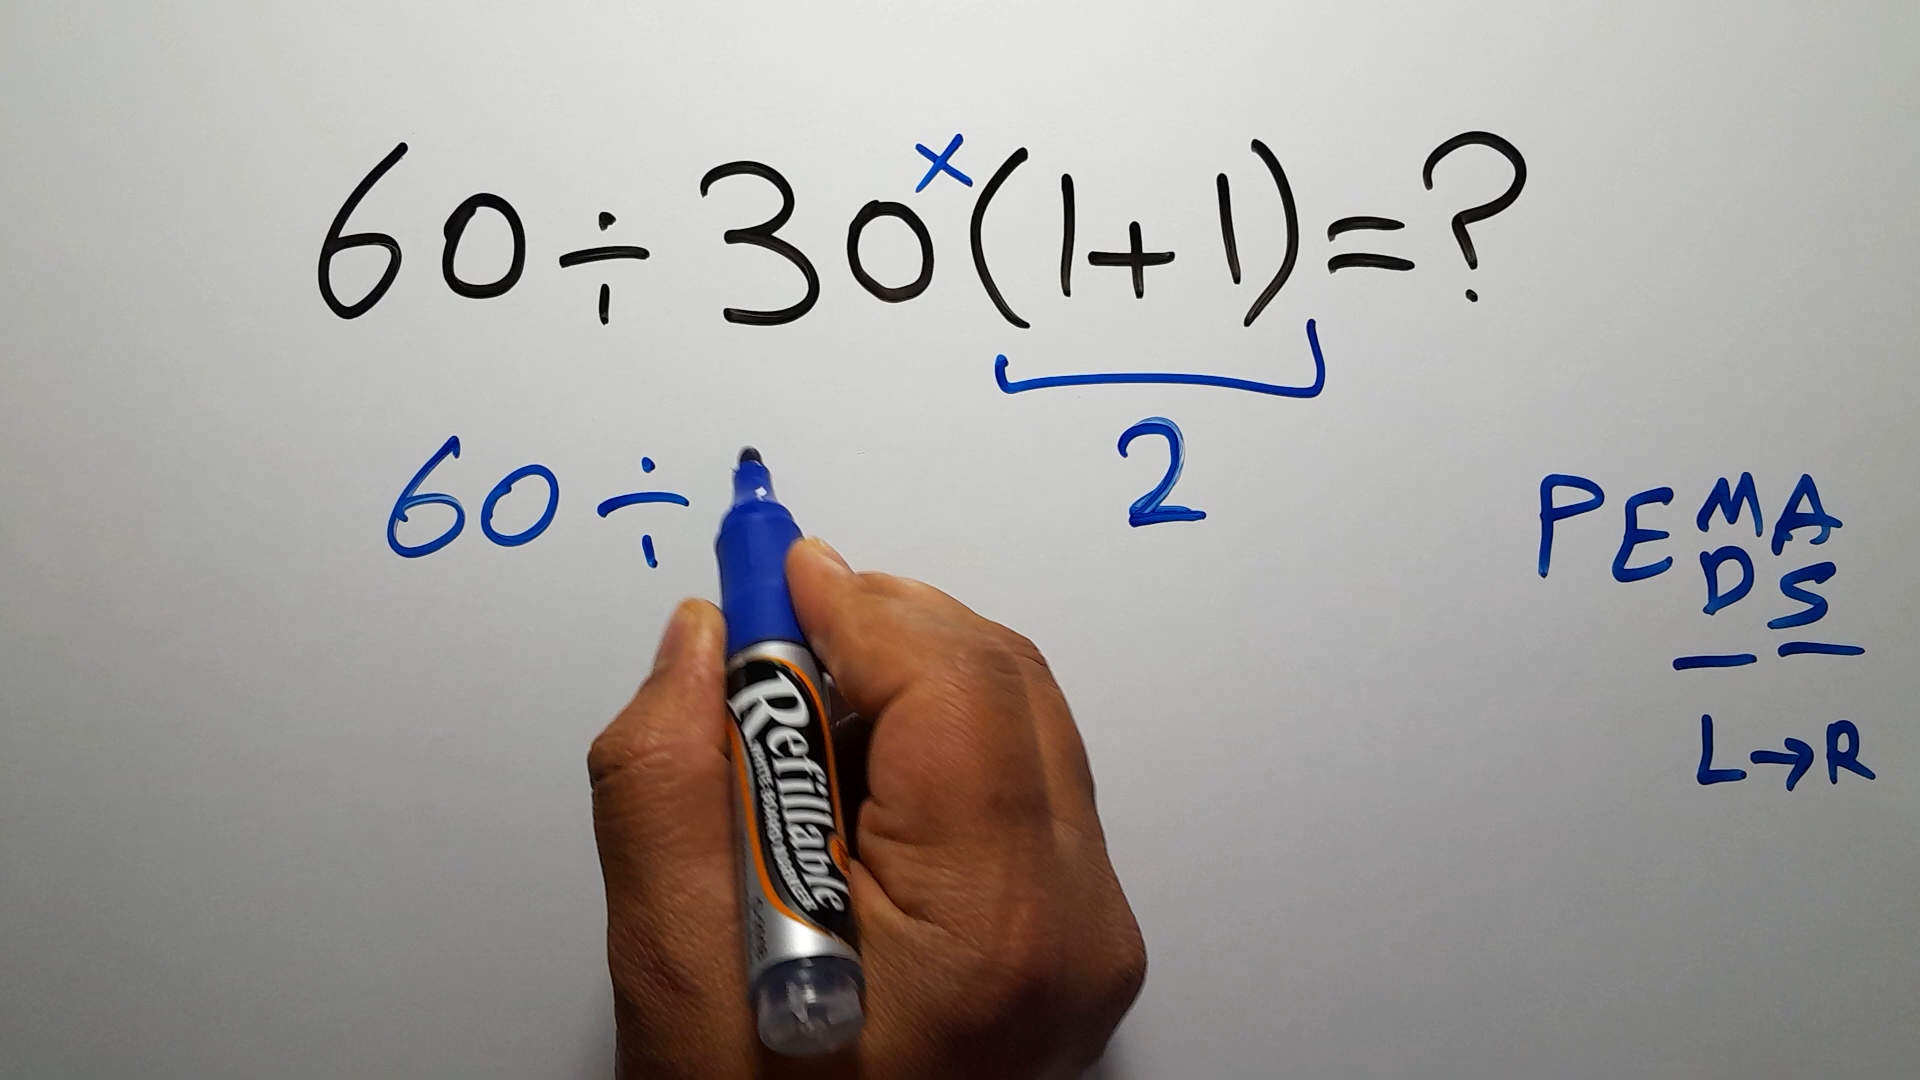 60÷30×(1+1)=?
2
60÷
PEMA
DS
L→R
Refillable